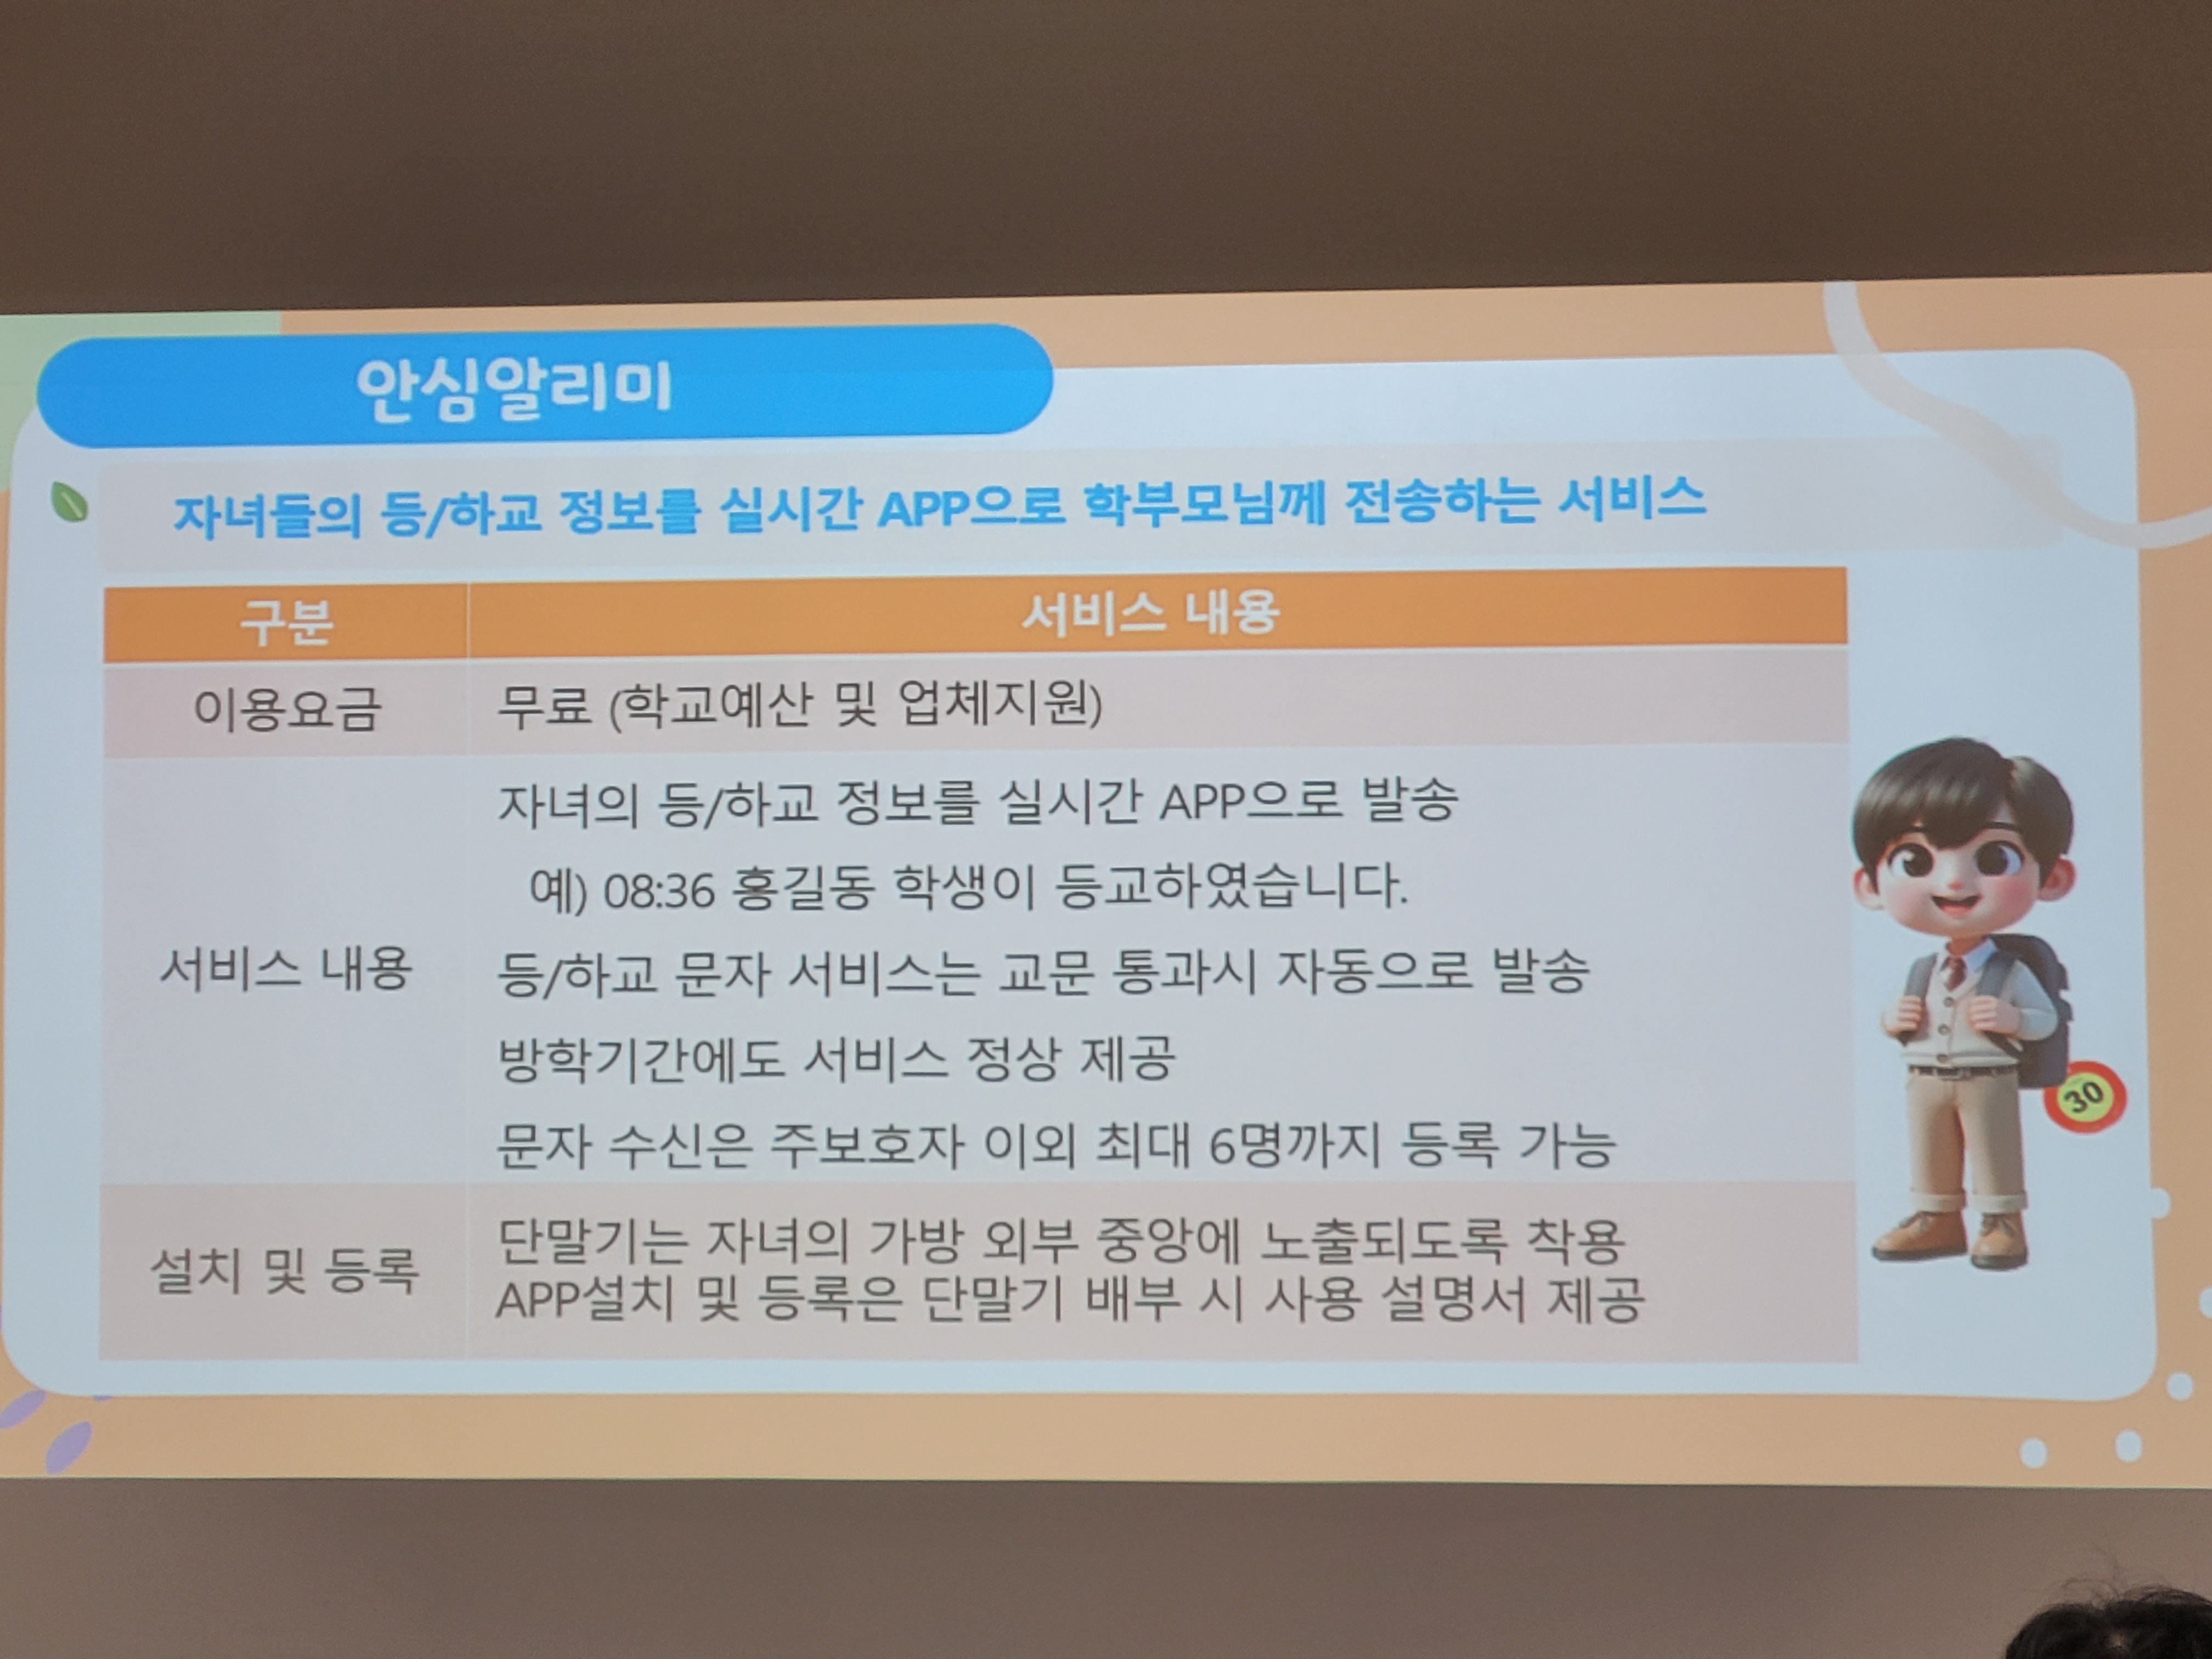 안심알리미
자녀들의 등/하교 정보를 실시간 APP으로 학부모님께 전송하는 서비스
구분 서비스 내용
이용요금 무료 (학교예산 및 업체지원)
자녀의 등/하교 정보를 실시간 APP으로 발송
예) 08:36 홍길동 학생이 등교하였습니다.
서비스 내용 등/하교 문자 서비스는 교문 통과시 자동으로 발송
방학기간에도 서비스 정상 제공
문자 수신은 주보호자 이외 최대 6명까지 등록 가능
설치 및 등록 단말기는 자녀의 가방 외부 중앙에 노출되도록 착용
APP설치 및 등록은 단말기 배부 시 사용 설명서 제공
30